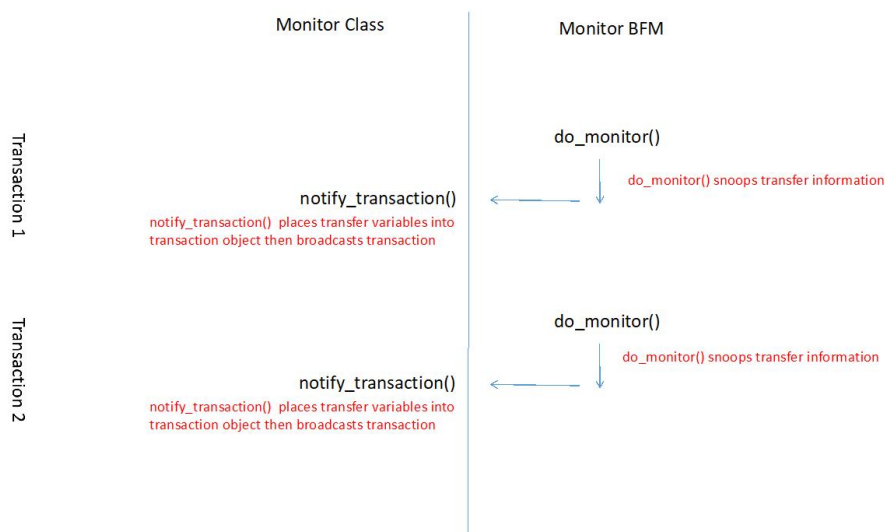 Monitor Class
Monitor BFM
Transaction 1
do_monitor()
do_monitor() snoops transfer information
notify_transaction()
notify_transaction() places transfer variables into
transaction object then broadcasts transaction
Transaction 2
do_monitor()
do_monitor() snoops transfer information
notify_transaction()
notify_transaction() places transfer variables into
transaction object then broadcasts transaction